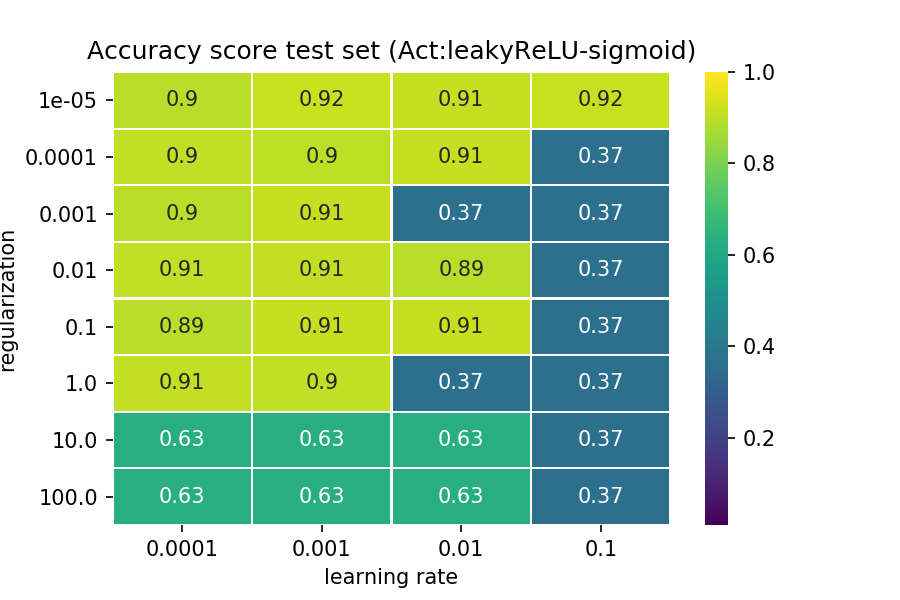 Accuracy score test set (Act:leakyReLU-sigmoid)
1e-05 0.9 0.92 0.91 0.92
0.0001 0.9 0.9 0.91 0.37
0.001 0.9 0.91 0.37 0.37
0.01 0.91 0.91 0.89 0.37
0.1 0.89 0.91 0.91 0.37
1.0 0.91 0.9 0.37 0.37
10.0 0.63 0.63 0.63 0.37
100.0 0.63 0.63 0.63 0.37
0.0001 0.001 0.01 0.1
learning rate
regularization
1.0
0.8
0.6
0.4
0.2